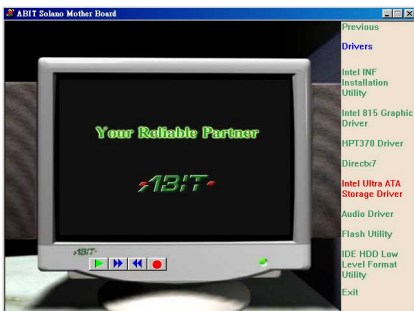 ABIT Solano Mother Board
Previous
Drivers
Intel INF
Installation
Utility
Intel 815 Graphic
Driver
HPT370 Driver
Directx7
Intel Ultra ATA
Storage Driver
Audio Driver
Flash Utility
IDE HDD Low
Level Format
Utility
Exit
Your Reliable Partner
ABIT
ABIT